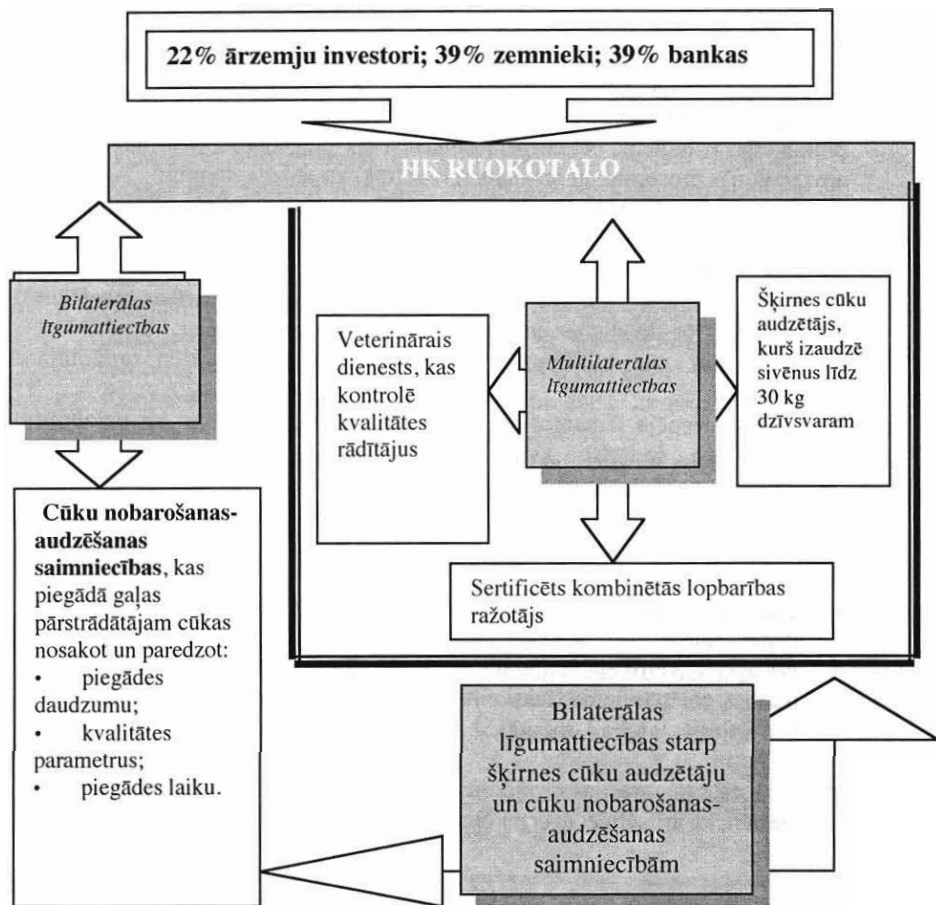 22% ārzemju investori; 39% zemnieki; 39% bankas
HK RUOKOTALO
Bilaterālas
līgumattiecības
Veterinārais
dienests, kas
kontrolē
kvalitātes
rādītājus
Multilaterālas
līgumattiecības
Šķirnes cūku
audzētājs,
kurš izaudzē
sivēnus līdz
30 kg
dzīvsvaram
Sertificēts kombinētās lopbarības
ražotājs
Cūku nobarošanas-
audzēšanas
saimniecības, kas
piegādā gaļas
pārstrādātājam cūkas
nosakot un paredzot:
• piegādes
daudzumu;
• kvalitātes
parametrus;
• piegādes laiku.
Bilaterālas
līgumattiecības starp
šķirnes cūku audzētāju
un cūku nobarošanas-
audzēšanas
saimniecībām